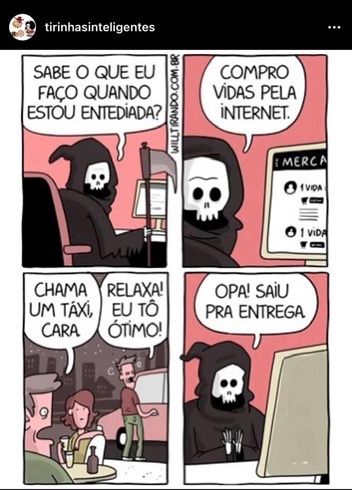 tirinhasinteligentes
SABE O QUE EU
FAÇO QUANDO
ESTOU ENTEDIADA?
WILLTIRANDO.COM.BR
COMPRO
VIDAS PELA
INTERNET.
MERCA
1 VIDA
1 VIDA
CHAMA
UM TÁXI,
CARA.
RELAXA!
EU TÔ
ÓTIMO!
OPA! SAIU
PRA ENTREGA